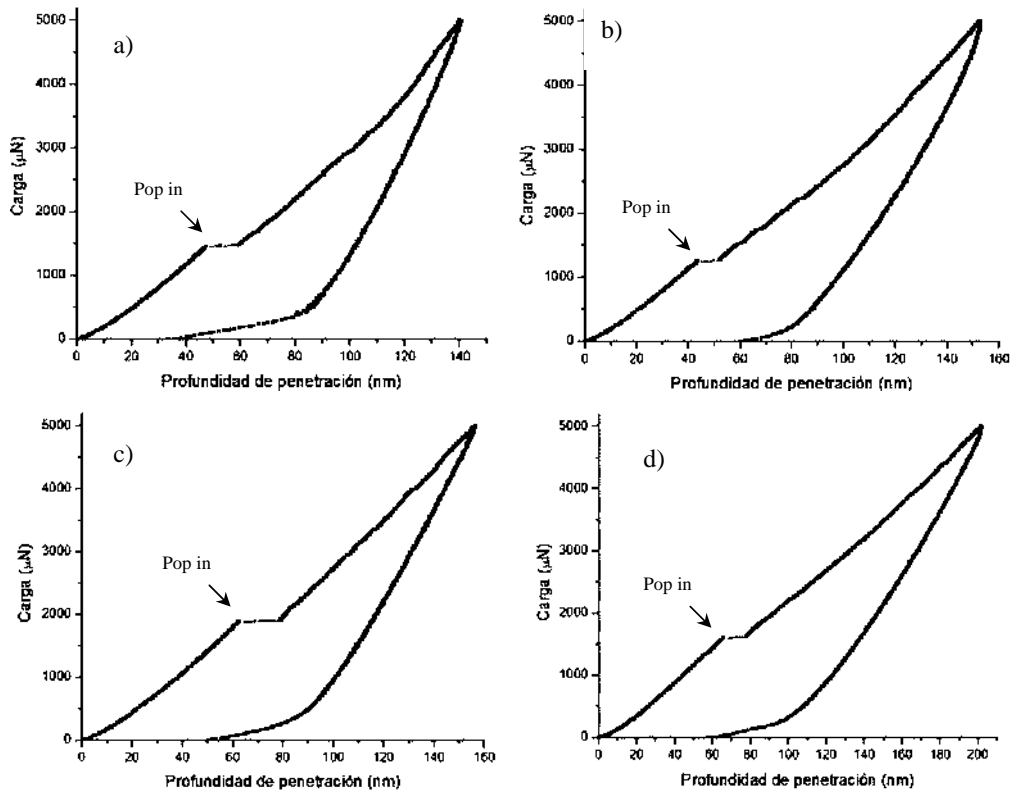 a)
Pop in
Carga (µN)
5000
4000
3000
2000
1000
0
0 20 40 60 80 100 120 140
Profundidad de penetración (nm)
b)
Pop in
Carga (µN)
5000
4000
3000
2000
1000
0
0 20 40 60 80 100 120 140 160
Profundidad de penetración (nm)
c)
Pop in
Carga (µN)
5000
4000
3000
2000
1000
0
0 20 40 60 80 100 120 140 160
Profundidad de penetración (nm)
d)
Pop in
Carga (µN)
5000
4000
3000
2000
1000
0
0 20 40 60 80 100 120 140 160 180 200
Profundidad de penetración (nm)